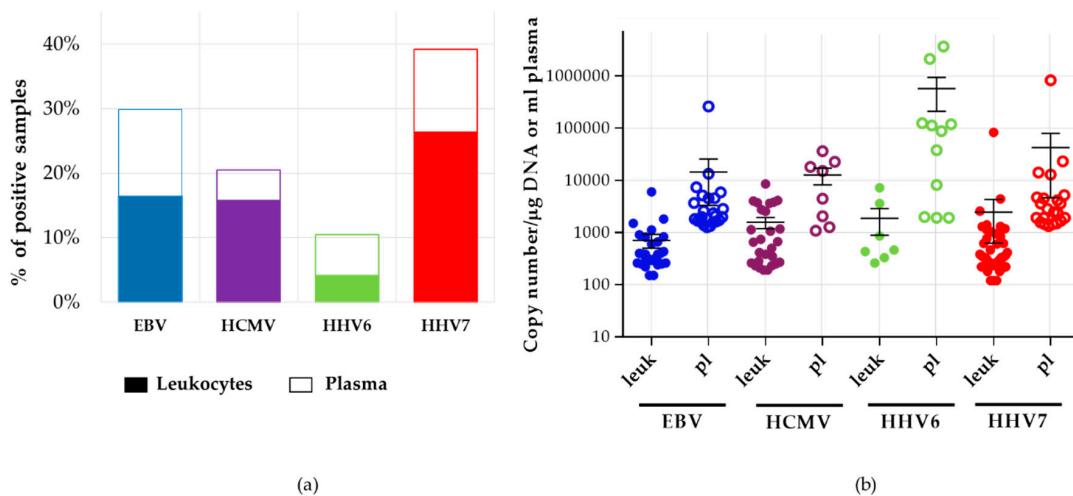 % of positive samples
40%
30%
20%
10%
0%
EBV
HCMV
HHV6
HHV7
Leukocytes
Plasma
(a)
Copy number/µg DNA or ml plasma
1000000
100000
10000
1000
100
10
leuk
pl
leuk
pl
leuk
pl
leuk
pl
EBV
HCMV
HHV6
HHV7
(b)